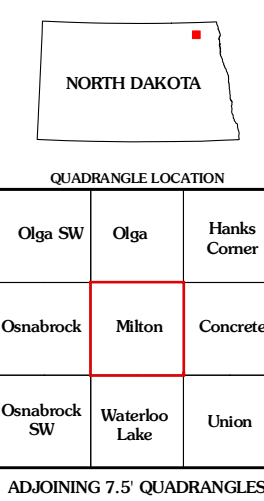 NORTH DAKOTA
QUADRANGLE LOCATION
Olga SW
Olga
Hanks
Corner
Osnabrock
Milton
Concrete
Osnabrock
SW
Waterloo
Lake
Union
ADJOINING 7.5' QUADRANGLES